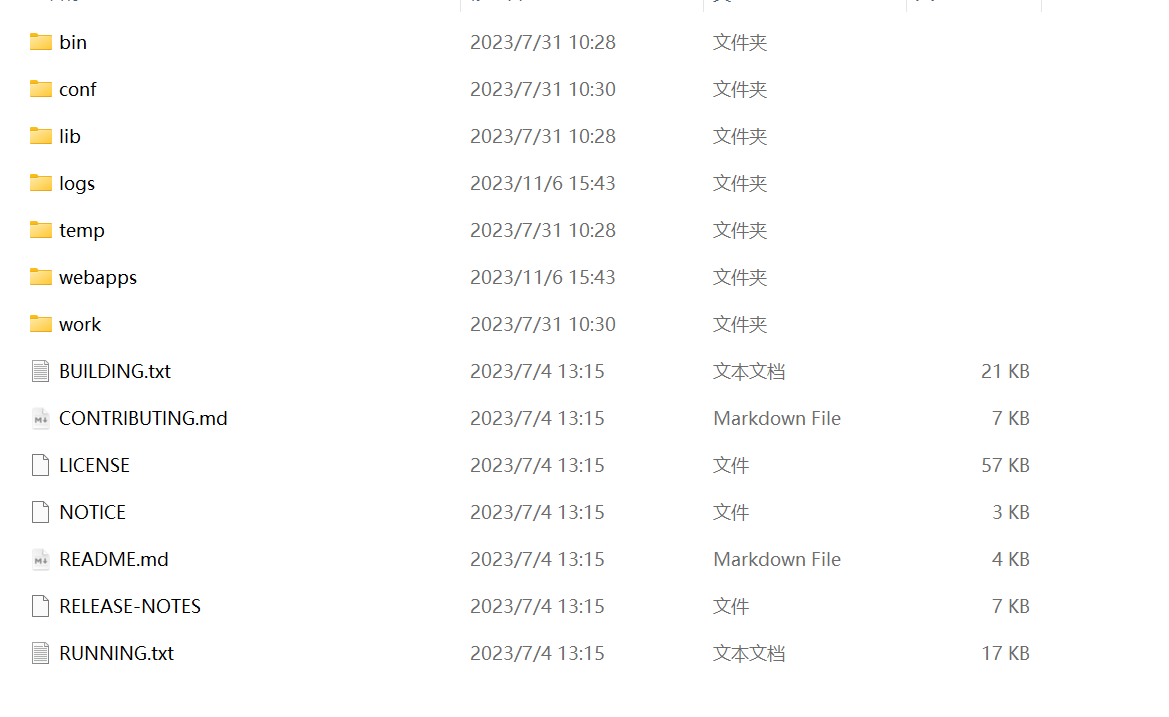 bin 2023/7/31 10:28 文件夹
conf 2023/7/31 10:30 文件夹
lib 2023/7/31 10:28 文件夹
logs 2023/11/6 15:43 文件夹
temp 2023/7/31 10:28 文件夹
webapps 2023/11/6 15:43 文件夹
work 2023/7/31 10:30 文件夹
BUILDING.txt 2023/7/4 13:15 文本文档 21 KB
CONTRIBUTING.md 2023/7/4 13:15 Markdown File 7 KB
LICENSE 2023/7/4 13:15 文件 57 KB
NOTICE 2023/7/4 13:15 文件 3 KB
README.md 2023/7/4 13:15 Markdown File 4 KB
RELEASE-NOTES 2023/7/4 13:15 文件 7 KB
RUNNING.txt 2023/7/4 13:15 文本文档 17 KB